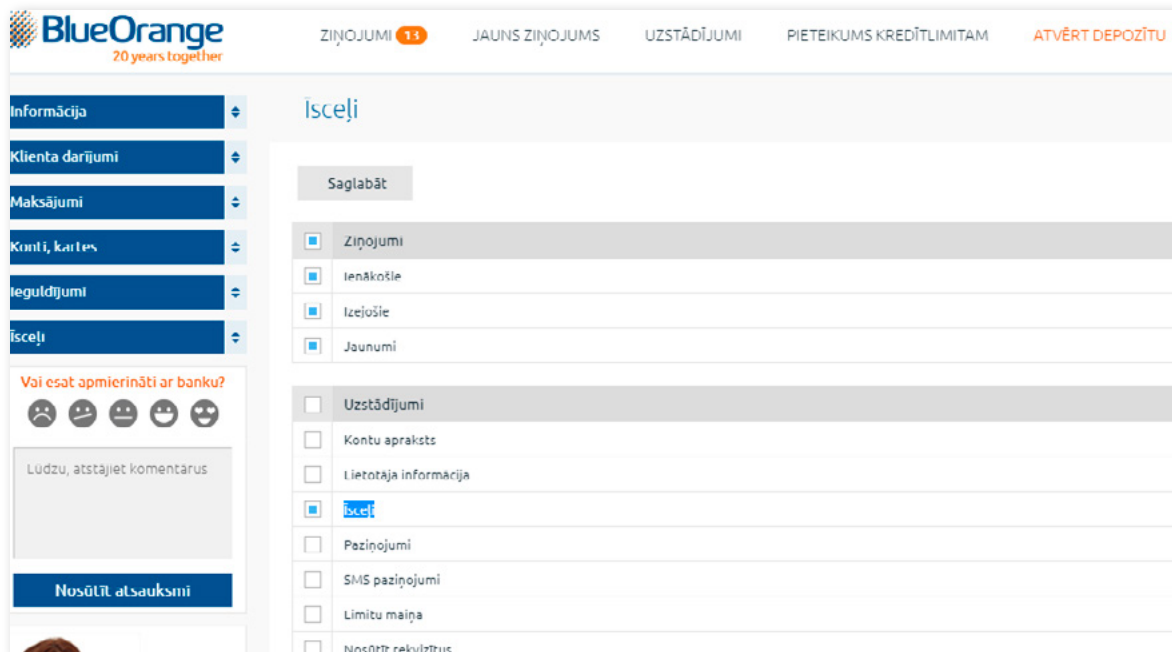 BlueOrange
20 years together
ZIŅOJUMI 13 JAUNS ZIŅOJUMS UZSTĀDĪJUMI PIETEIKUMS KREDĪTLIMITAM ATVĒRT DEPOZĪTU
Informācija
Klienta darījumi
Maksājumi
Konti, kartes
Ieguldījumi
Īsceļi
Vai esat apmierināti ar banku?
Lūdzu, atstājiet komentārus
Nosūtīt atsauksmi
Īsceļi
Saglabāt
Ziņojumi
Ienākošie
Izejošie
Jaunumi
Uzstādījumi
Kontu apraksts
Lietotāja informācija
Īsceļi
Paziņojumi
SMS paziņojumi
Limitu maiņa
Nosūtīt rekvizītus